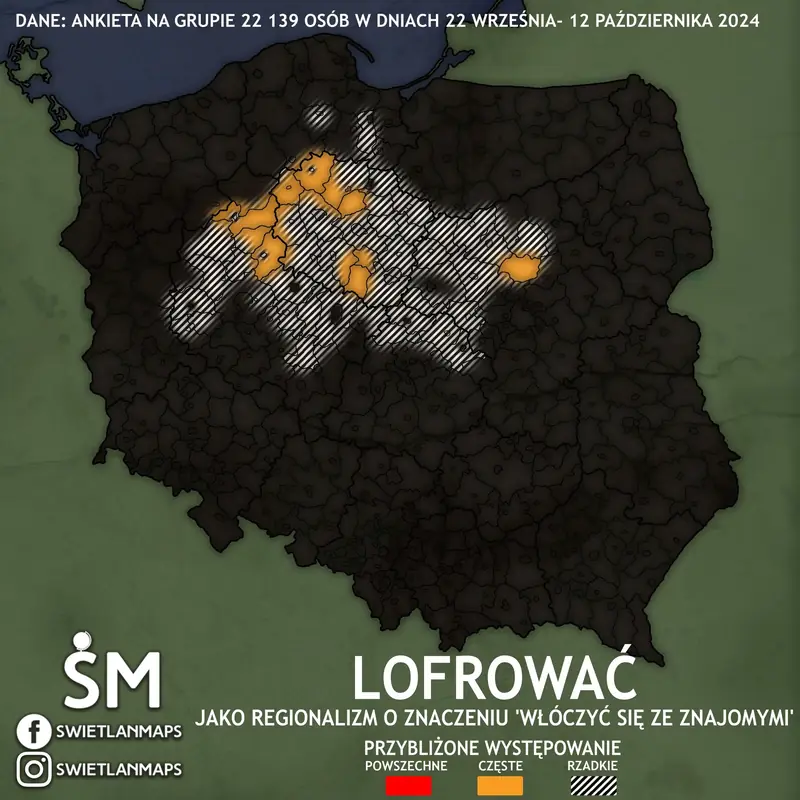 DANE: ANKIETA NA GRUPIE 22 139 OSÓB W DNIACH 22 WRZEŚNIA- 12 PAŹDZIERNIKA 2024
ŚM
SWIETLANMAPS
SWIETLANMAPS
LOFROWAĆ
JAKO REGIONALIZM O ZNACZENIU 'WŁÓCZYĆ SIĘ ZE ZNAJOMYMI'
PRZYBLIŻONE WYSTĘPOWANIE
POWSZECHNE CZĘSTE RZADKIE